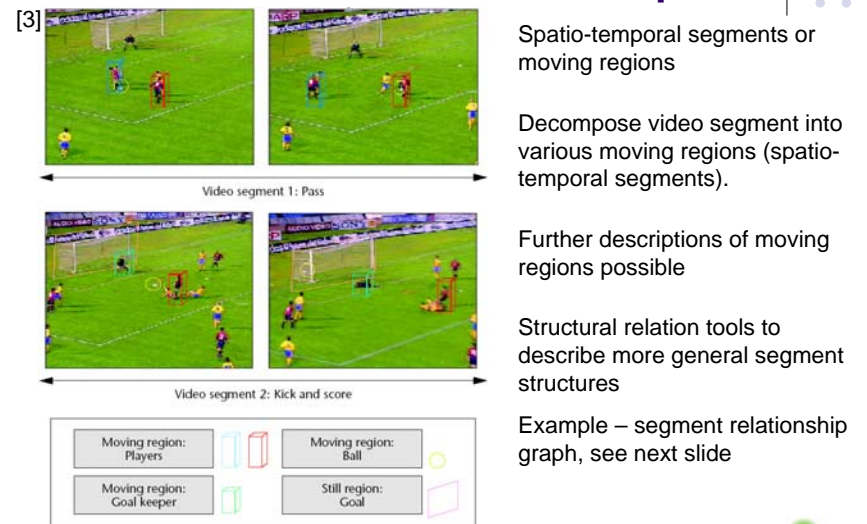 [3]
Video segment 1: Pass
Video segment 2: Kick and score
Moving region:
Players
Moving region:
Ball
Moving region:
Goal keeper
Still region:
Goal
Spatio-temporal segments or
moving regions
Decompose video segment into
various moving regions (spatio-
temporal segments).
Further descriptions of moving
regions possible
Structural relation tools to
describe more general segment
structures
Example – segment relationship
graph, see next slide